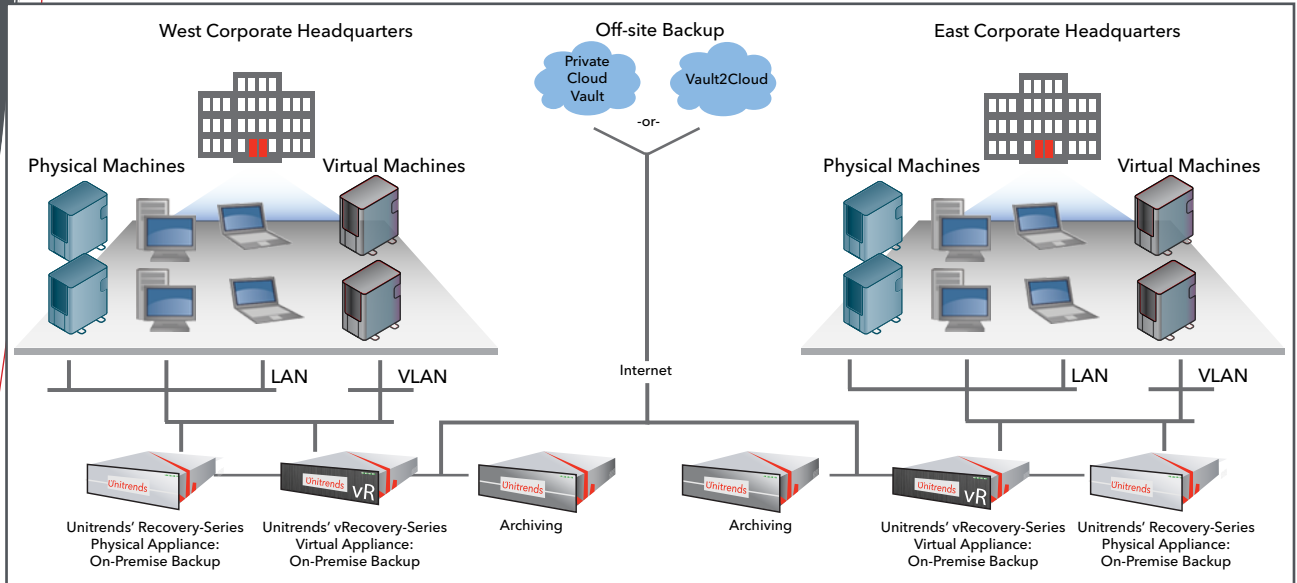 West Corporate Headquarters
Off-site Backup
East Corporate Headquarters
Private
Cloud
Vault
Vault2Cloud
-or-
Physical Machines
Virtual Machines
Physical Machines
Virtual Machines
LAN
VLAN
Internet
LAN
VLAN
Unitrends
Unitrends
vR
Unitrends
Unitrends
Unitrends
vR
Unitrends
Unitrends' Recovery-Series
Physical Appliance:
On-Premise Backup
Unitrends' vRecovery-Series
Virtual Appliance:
On-Premise Backup
Archiving
Archiving
Unitrends' vRecovery-Series
Virtual Appliance:
On-Premise Backup
Unitrends' Recovery-Series
Physical Appliance:
On-Premise Backup